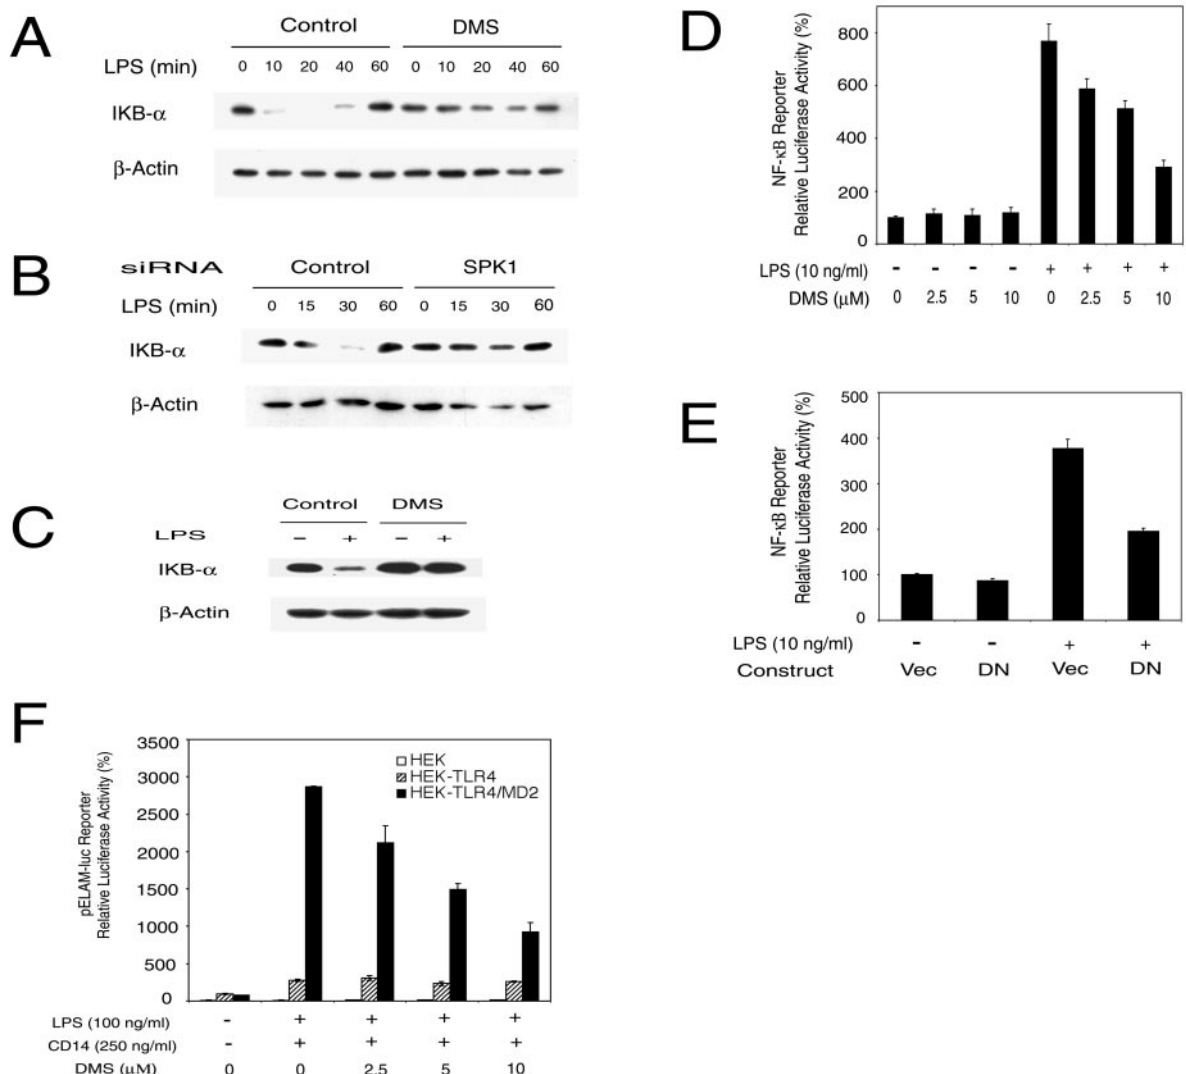 A
Control DMS
LPS (min) 0 10 20 40 60 0 10 20 40 60
IKB-α
β-Actin
B
siRNA Control SPK1
LPS (min) 0 15 30 60 0 15 30 60
IKB-α
β-Actin
C
Control DMS
LPS − + − +
IKB-α
β-Actin
D
NF-κB Reporter
Relative Luciferase Activity (%)
800
600
400
200
0
LPS (10 ng/ml) - - - - + + + +
DMS (μM) 0 2.5 5 10 0 2.5 5 10
E
NF-κB Reporter
Relative Luciferase Activity (%)
500
400
300
200
100
0
LPS (10 ng/ml) - - + +
Construct Vec DN Vec DN
F
pELAM-luc Reporter
Relative Luciferase Activity (%)
3500
3000
2500
2000
1500
1000
500
0
HEK
HEK-TLR4
HEK-TLR4/MD2
LPS (100 ng/ml) - + + + +
CD14 (250 ng/ml) - + + + +
DMS (μM) 0 0 2.5 5 10